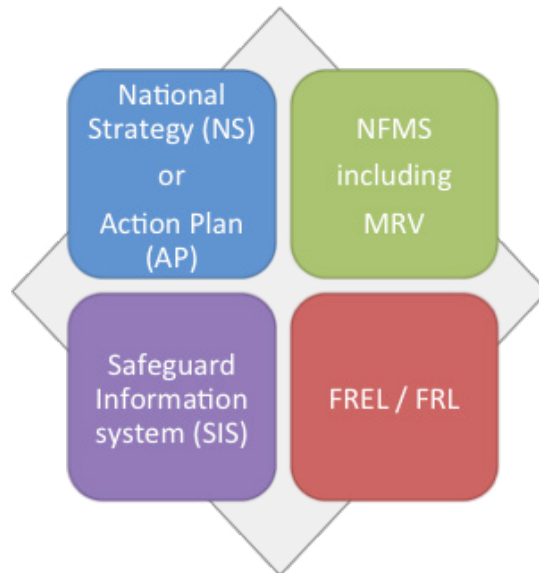 National
Strategy (NS)
or
Action Plan
(AP)
NFMS
including
MRV
Safeguard
Information
system (SIS)
FREL / FRL